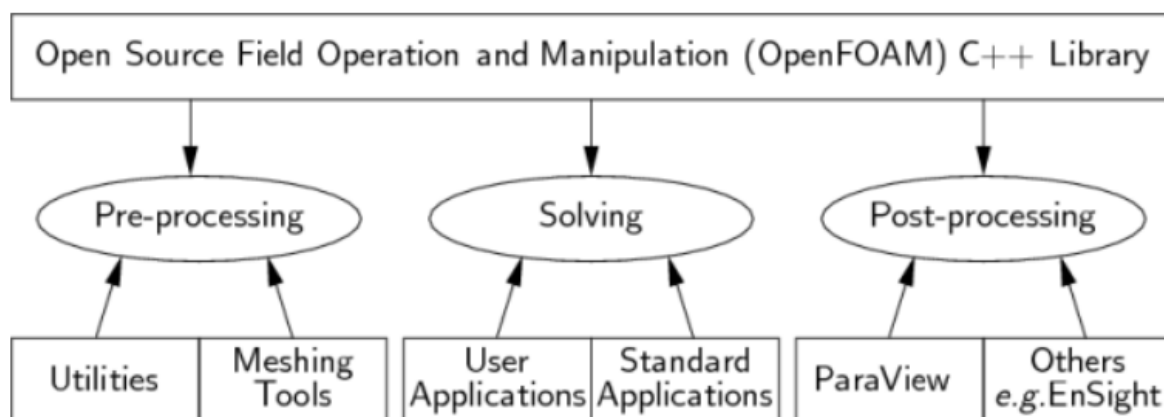 Open Source Field Operation and Manipulation (OpenFOAM) C++ Library
Pre-processing
Solving
Post-processing
Utilities
Meshing
Tools
User
Applications
Standard
Applications
ParaView
Others
e.g.EnSight